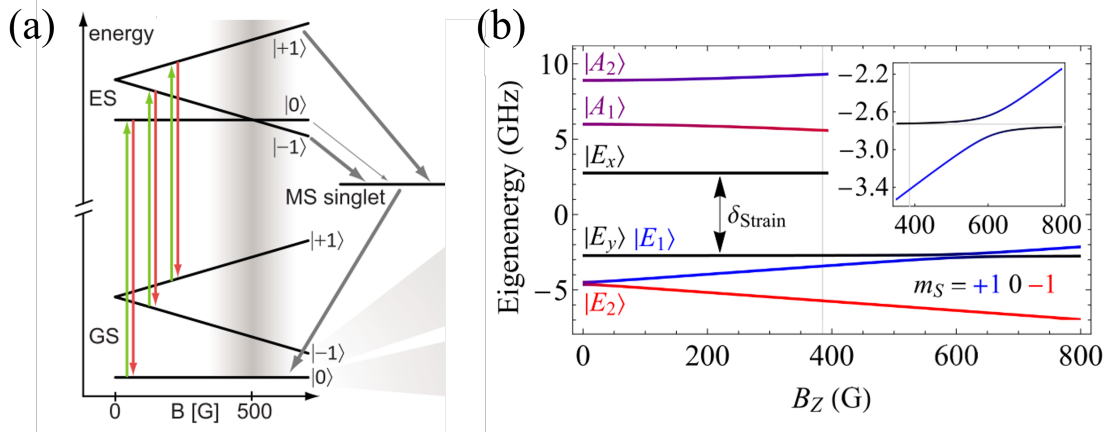 (a)
energy
|+1⟩
ES
|0⟩
|−1⟩
MS singlet
|+1⟩
GS
|−1⟩
|0⟩
0 B [G] 500
(b)
Eigenenergy (GHz)
10
5
0
−5
|A₂⟩
|A₁⟩
|Eₓ⟩
δStrain
|E_y⟩ |E₁⟩
|E₂⟩
mS = +1 0 −1
−2.2
−2.6
−3.0
−3.4
400 600 800
0 200 400 600 800
B_Z (G)